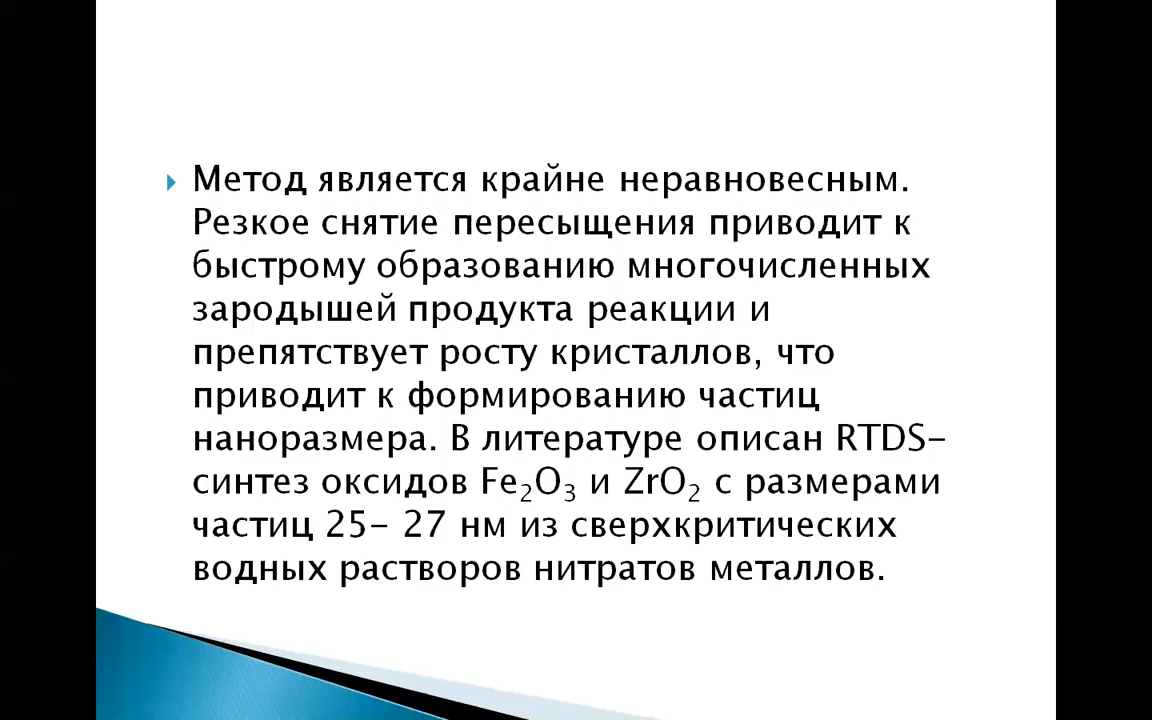 Метод является крайне неравновесным.
Резкое снятие пересыщения приводит к
быстрому образованию многочисленных
зародышей продукта реакции и
препятствует росту кристаллов, что
приводит к формированию частиц
наноразмера. В литературе описан RTDS-
синтез оксидов Fe₂O₃ и ZrO₂ с размерами
частиц 25- 27 нм из сверхкритических
водных растворов нитратов металлов.